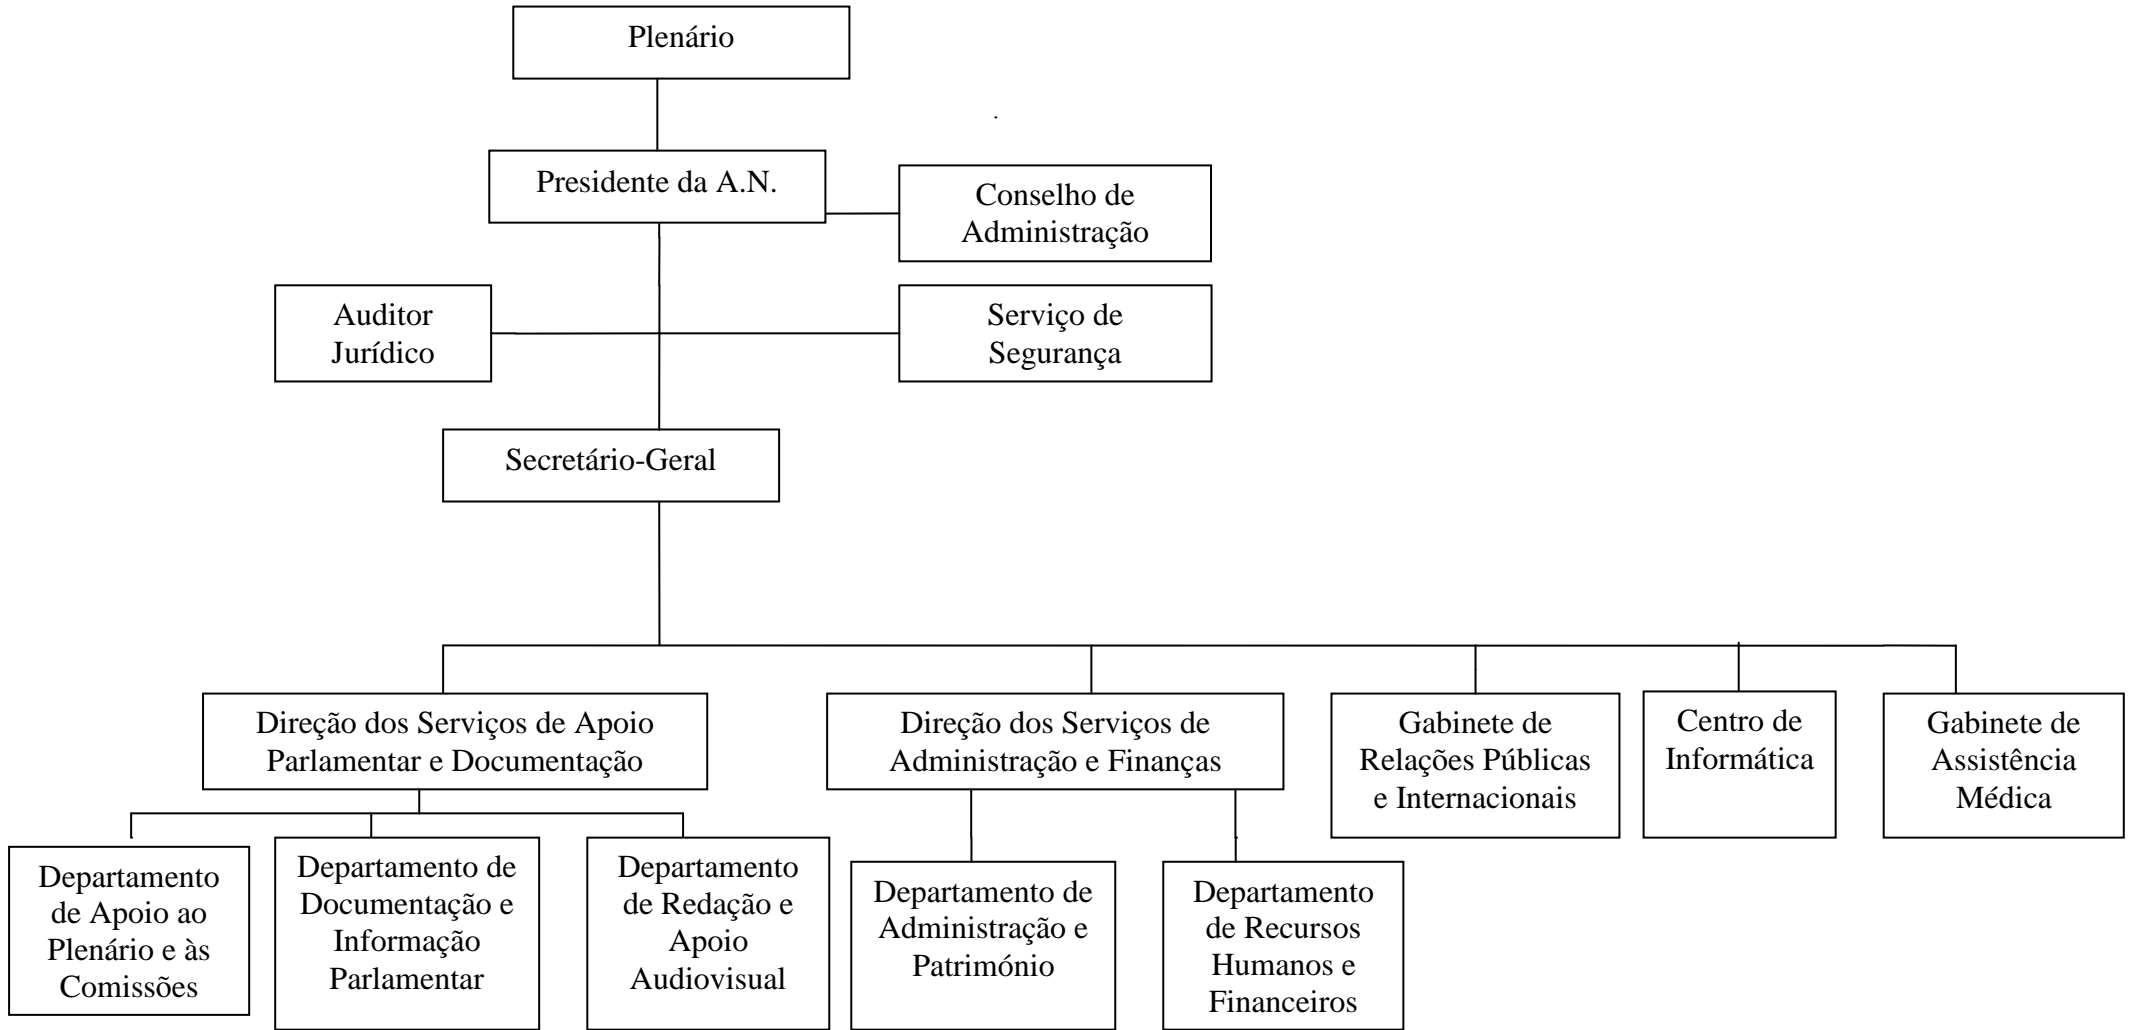 Plenário
Presidente da A.N.
Conselho de
Administração
Auditor
Jurídico
Serviço de
Segurança
Secretário-Geral
Direção dos Serviços de Apoio
Parlamentar e Documentação
Direção dos Serviços de
Administração e Finanças
Gabinete de
Relações Públicas
e Internacionais
Centro de
Informática
Gabinete de
Assistência
Médica
Departamento
de Apoio ao
Plenário e às
Comissões
Departamento de
Documentação e
Informação
Parlamentar
Departamento
de Redação e
Apoio
Audiovisual
Departamento de
Administração e
Património
Departamento
de Recursos
Humanos e
Financeiros